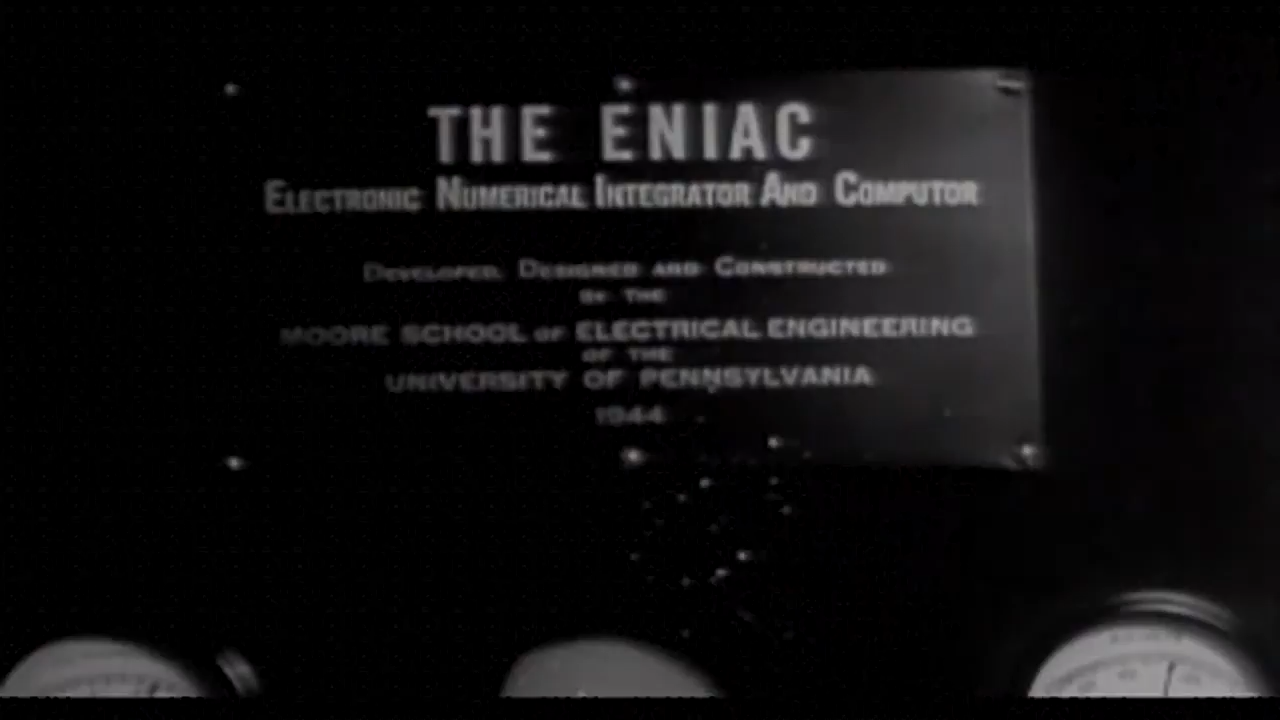 THE ENIAC
ELECTRONIC NUMERICAL INTEGRATOR AND COMPUTOR
DEVELOPED, DESIGNED AND CONSTRUCTED
BY THE
MOORE SCHOOL OF ELECTRICAL ENGINEERING
OF THE
UNIVERSITY OF PENNSYLVANIA
1944